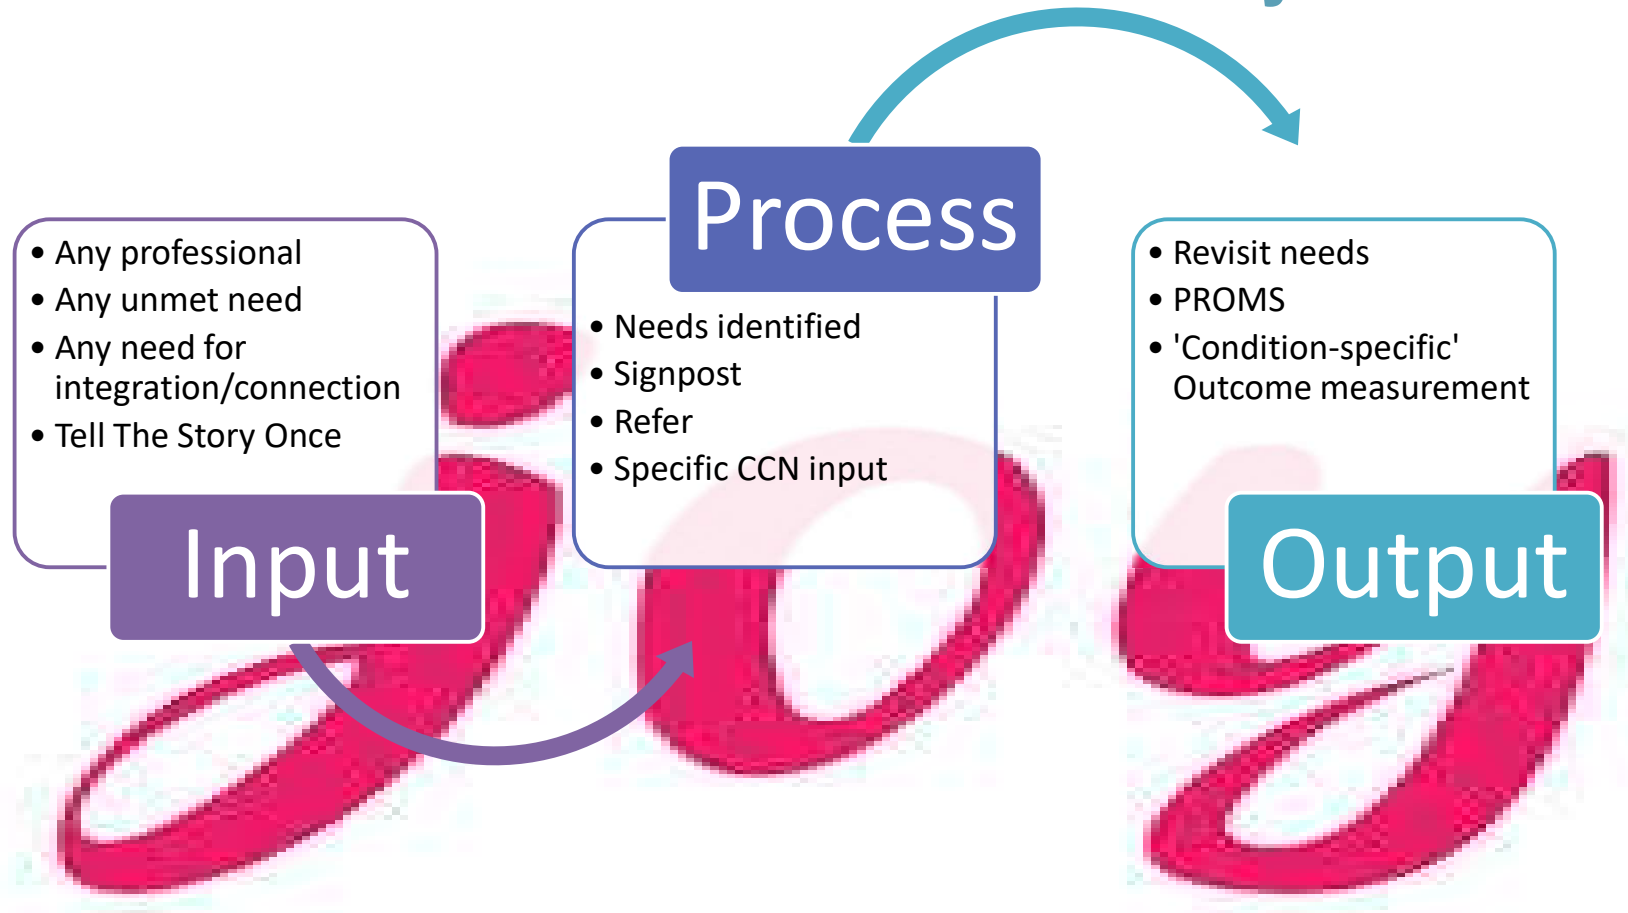 • Any professional
• Any unmet need
• Any need for
integration/connection
• Tell The Story Once
Input
Process
• Needs identified
• Signpost
• Refer
• Specific CCN input
• Revisit needs
• PROMS
• 'Condition-specific'
Outcome measurement
Output
joy